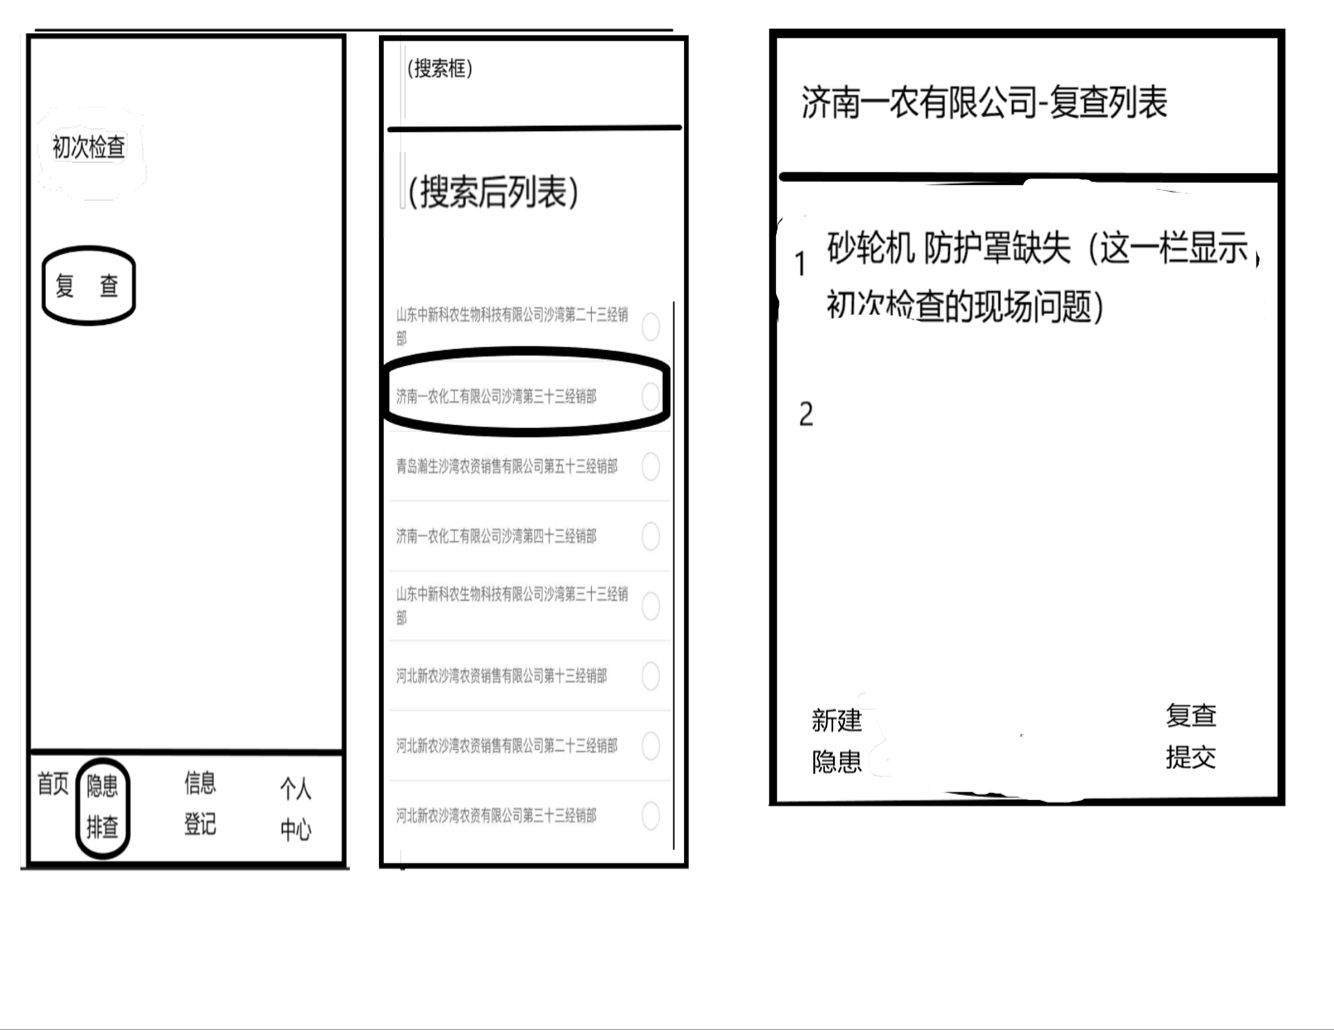 初次检查
复 查
首页
隐患
排查
信息
登记
个人
中心
（搜索框）
（搜索后列表）
山东中新科农生物科技有限公司沙湾第二十三经销
部
济南一农化工有限公司沙湾第三十三经销部
青岛瀚生沙湾农资销售有限公司第五十三经销部
济南一农化工有限公司沙湾第四十三经销部
山东中新科农生物科技有限公司沙湾第三十三经销
部
河北新农沙湾农资销售有限公司第十三经销部
河北新农沙湾农资销售有限公司第二十三经销部
河北新农沙湾农资有限公司第三十三经销部
济南一农有限公司-复查列表
1 砂轮机 防护罩缺失（这一栏显示
初次检查的现场问题）
2
新建
隐患
复查
提交